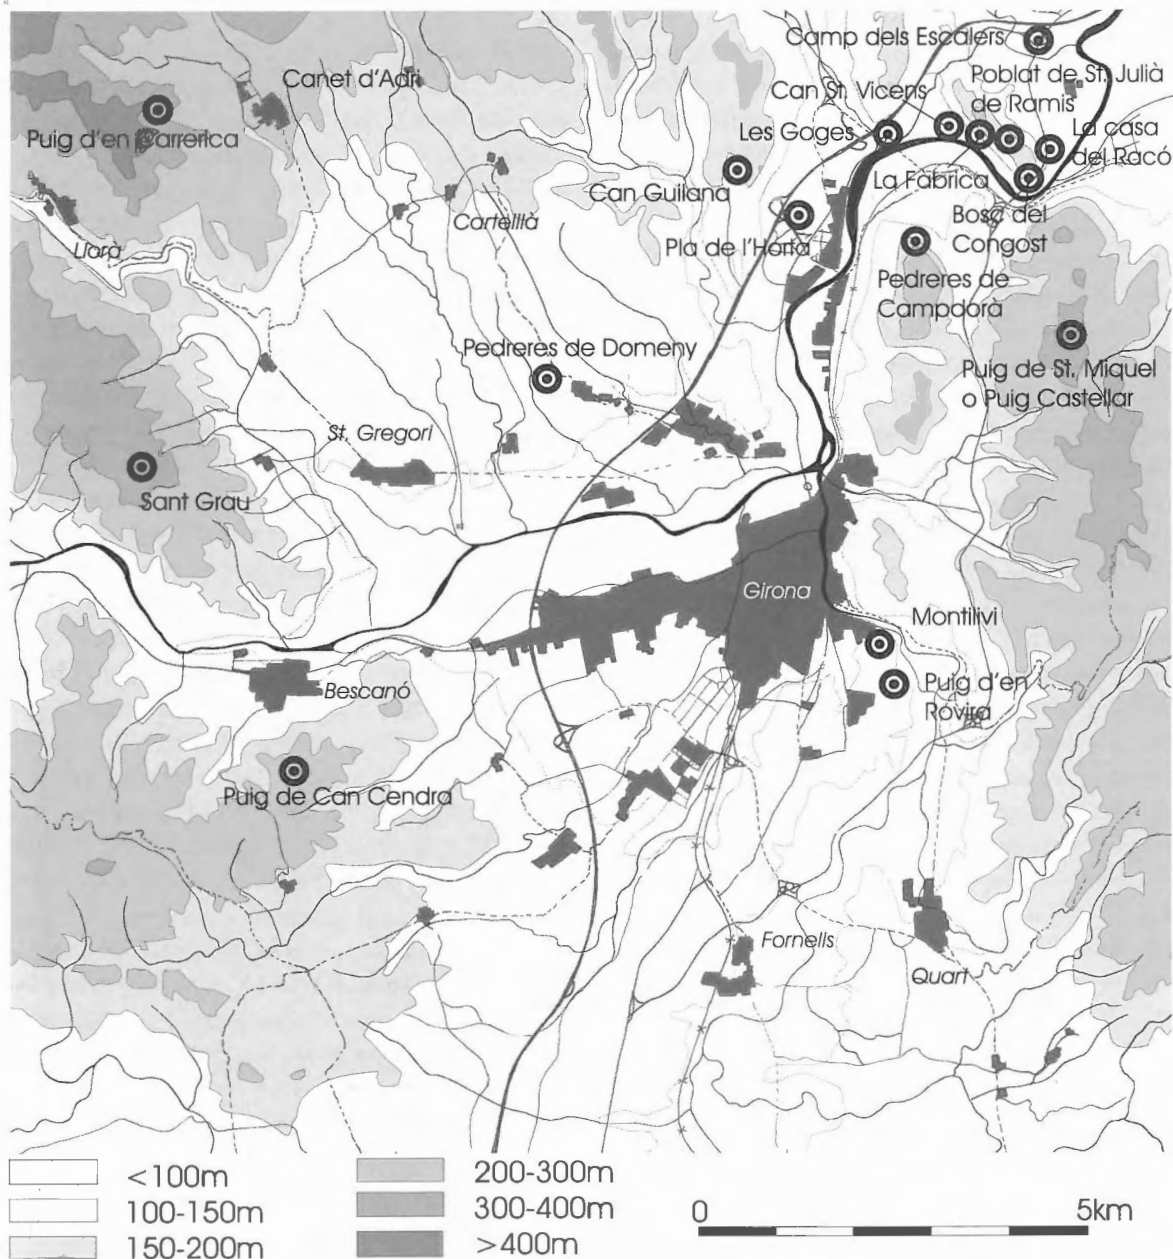 Camp dels Escalers
Canet d'Adri
Can St. Vicens
Poblat de St. Julià
de Ramis
Puig d'en Carrerica
Les Goges
La casa
del Racó
Can Guilana
La Fàbrica
Cartellà
Bosc del
Congost
Llorà
Pla de l'Horta
Pedreres de
Campdorà
Pedreres de Domeny
Puig de St. Miquel
o Puig Castellar
St. Gregori
Sant Grau
Girona
Montilivi
Bescanó
Puig d'en
Rovira
Puig de Can Cendra
Fornells
Quart
<100m
100-150m
150-200m
200-300m
300-400m
>400m
0
5km